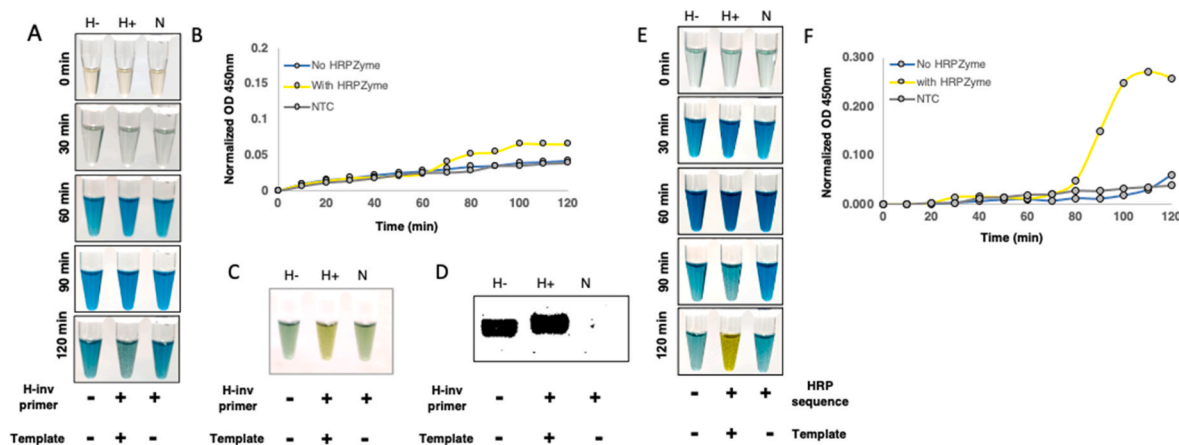 A
H- H+ N
0 min
30 min
60 min
90 min
120 min
H-inv primer - + +
Template - + -
B
Normalized OD 450nm
0.2
0.15
0.1
0.05
0
No HRPZyme
With HRPZyme
NTC
0 20 40 60 80 100 120
Time (min)
C
H- H+ N
H-inv primer - + +
Template - + -
D
H- H+ N
H-inv primer - + +
Template - + -
E
H- H+ N
0 min
30 min
60 min
90 min
120 min
- + + HRP sequence
- + - Template
F
Normalized OD 450nm
0.300
0.200
0.100
0.000
No HRPZyme
with HRPZyme
NTC
0 20 40 60 80 100 120
Time (min)